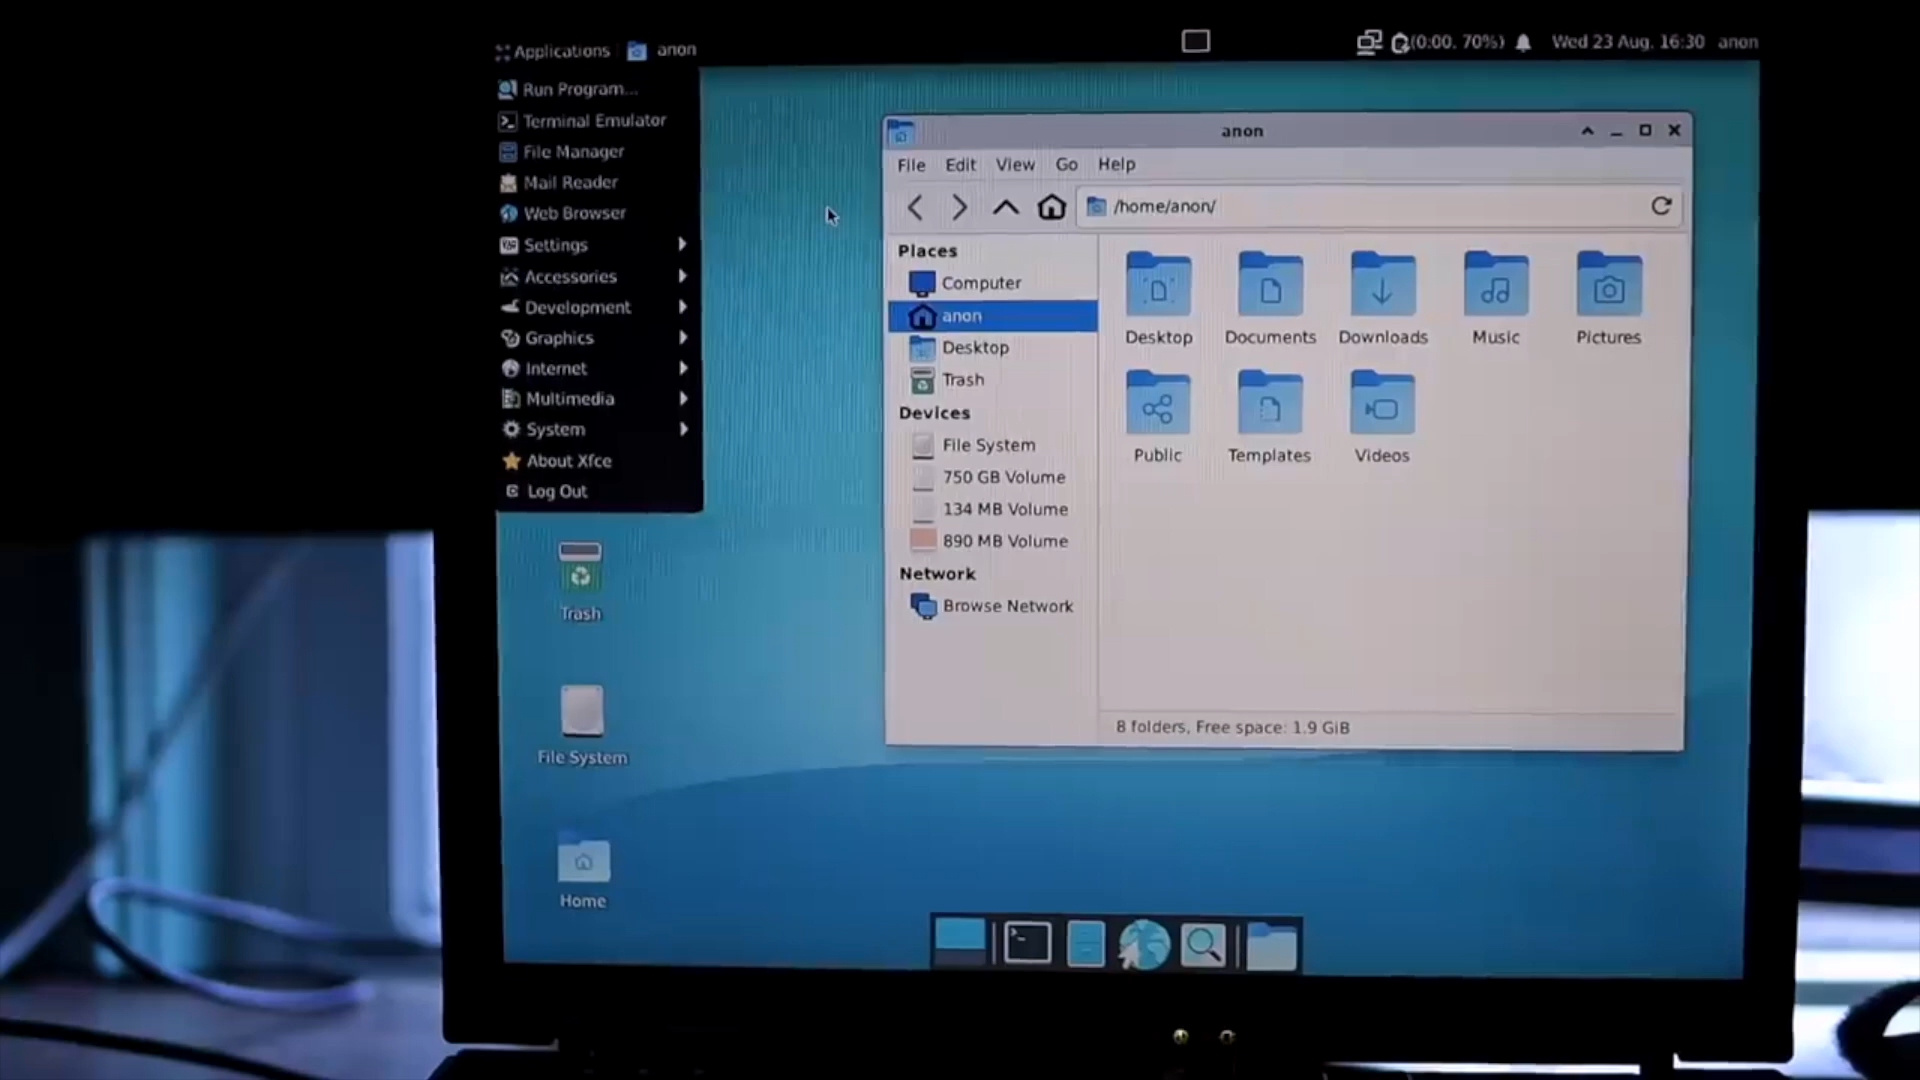 Applications anon
(0:00, 70%) Wed 23 Aug, 16:30 anon
Run Program...
Terminal Emulator
File Manager
Mail Reader
Web Browser
Settings
Accessories
Development
Graphics
Internet
Multimedia
System
About Xfce
Log Out
Trash
File System
Home
anon
File Edit View Go Help
/home/anon/
Places
Computer
anon
Desktop
Trash
Devices
File System
750 GB Volume
134 MB Volume
890 MB Volume
Network
Browse Network
Desktop Documents Downloads Music Pictures
Public Templates Videos
8 folders, Free space: 1.9 GiB